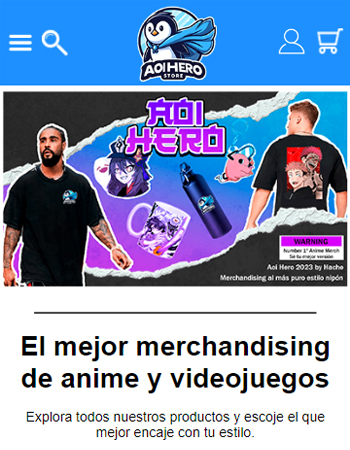 AOI HERO
STORE
AOI
HERO
WARNING
Number 1° Anime Merch
Se tu mejor versión
Aoi Hero 2023 by Hache
Merchandising al más puro estilo nipón
El mejor merchandising
de anime y videojuegos
Explora todos nuestros productos y escoje el que
mejor encaje con tu estilo.